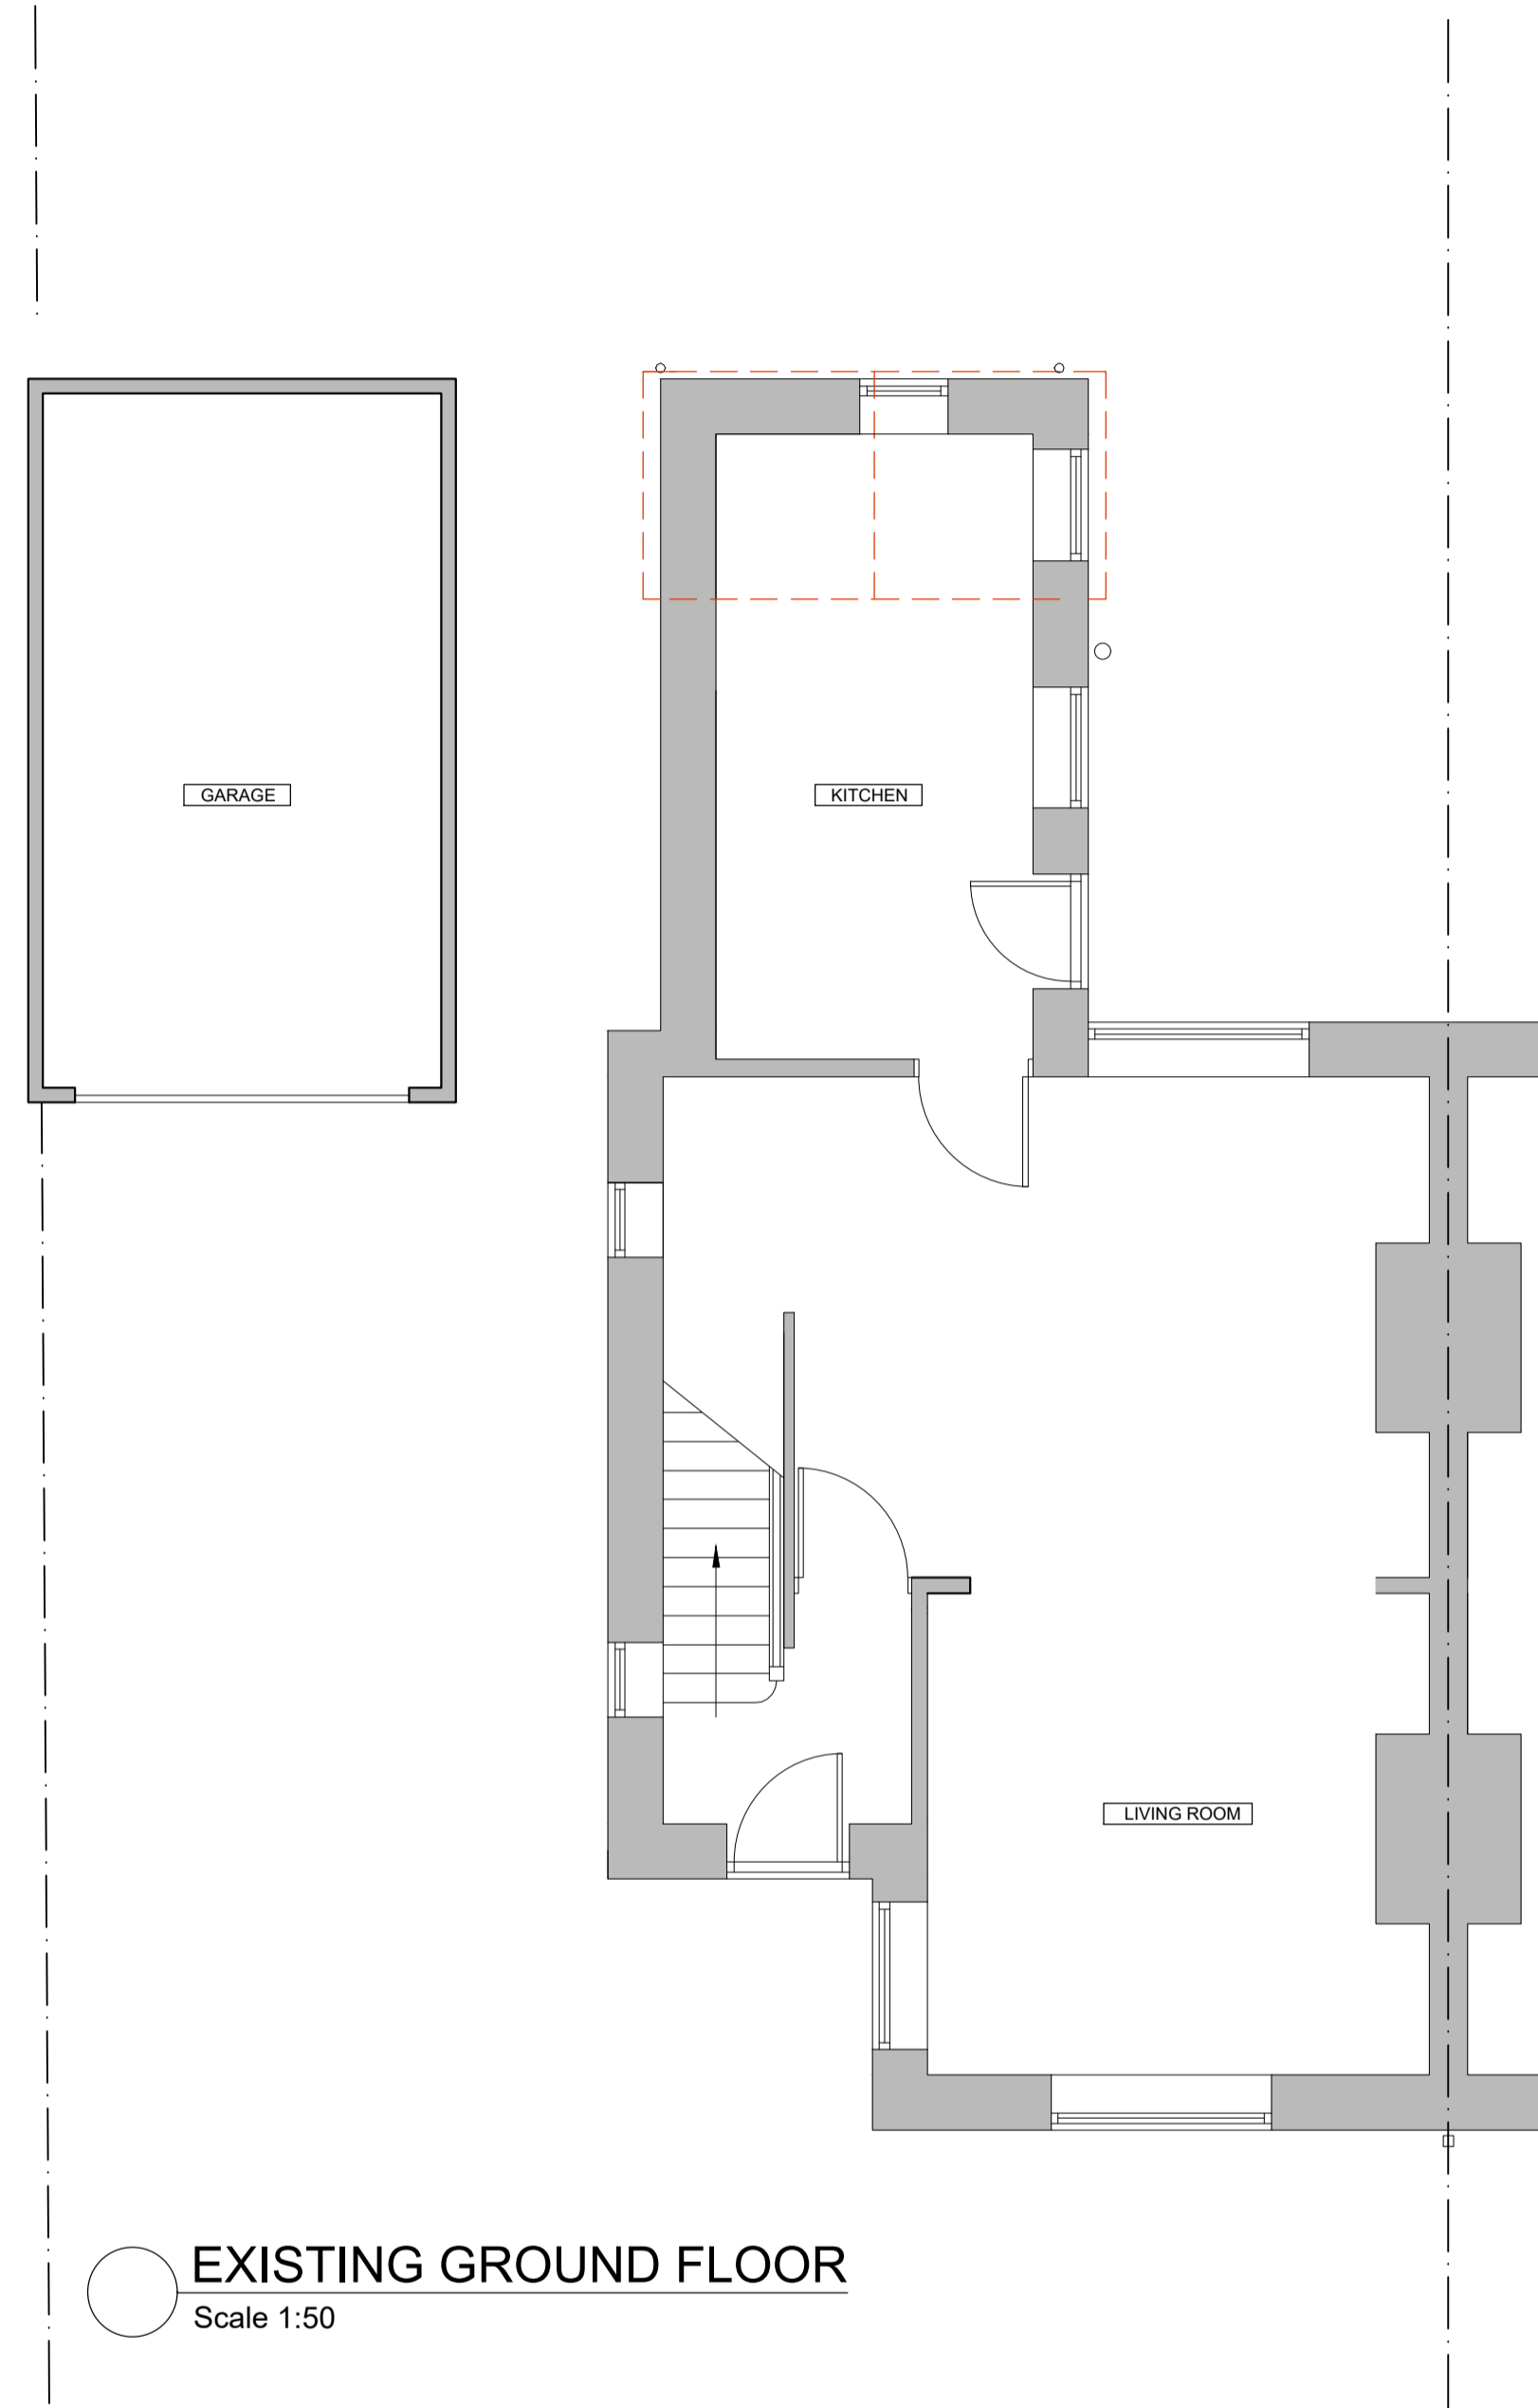 GARAGE
KITCHEN
LIVING ROOM
EXISTING GROUND FLOOR
Scale 1:50